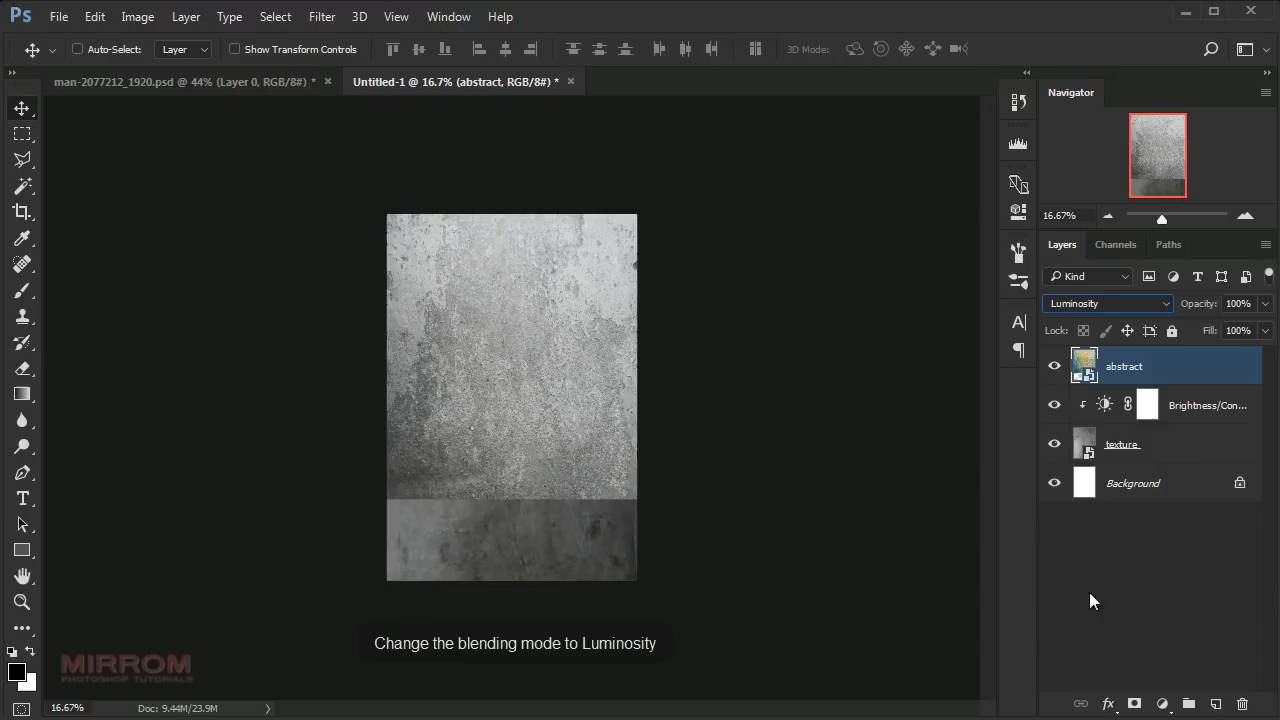 Ps File Edit Image Layer Type Select Filter 3D View Window Help
Auto-Select: Layer Show Transform Controls 3D Mode:
man-2077212_1920.psd @ 44% (Layer 0, RGB/8#) * × Untitled-1 @ 16.7% (abstract, RGB/8#) * ×
Navigator
16.67%
Layers Channels Paths
Kind
Luminosity Opacity: 100%
Lock: Fill: 100%
abstract
Brightness/Con...
texture
Background
Change the blending mode to Luminosity
MIRROM
PHOTOSHOP TUTORIALS
16.67% Doc: 9.44M/23.9M